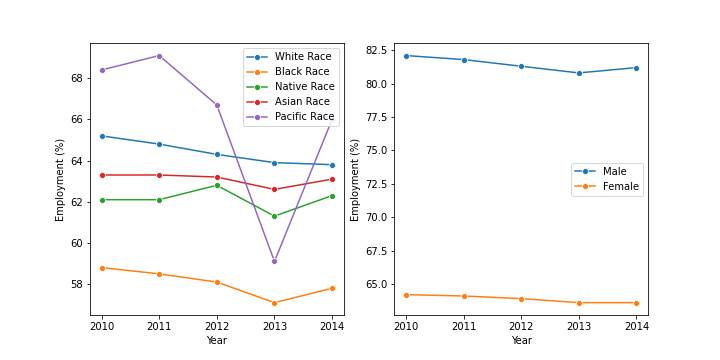 68
66
64
62
60
58
Employment (%)
2010 2011 2012 2013 2014
Year
White Race
Black Race
Native Race
Asian Race
Pacific Race
82.5
80.0
77.5
75.0
72.5
70.0
67.5
65.0
Employment (%)
2010 2011 2012 2013 2014
Year
Male
Female